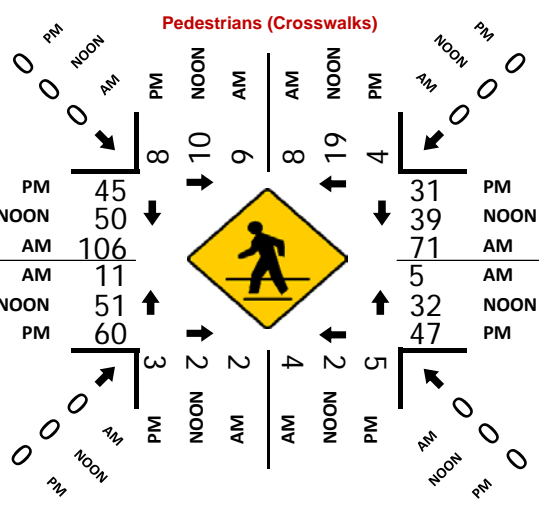 Pedestrians (Crosswalks)
PM NOON AM
0 0 0
PM NOON AM AM NOON PM
8 10 9 8 19 4
PM NOON AM
0 0 0
PM 45 31 PM
NOON 50 39 NOON
AM 106 71 AM
AM 11 5 AM
NOON 51 32 NOON
PM 60 47 PM
3 2 2 4 2 5
PM NOON AM AM NOON PM
0 0 0
AM NOON PM
0 0 0
AM NOON PM